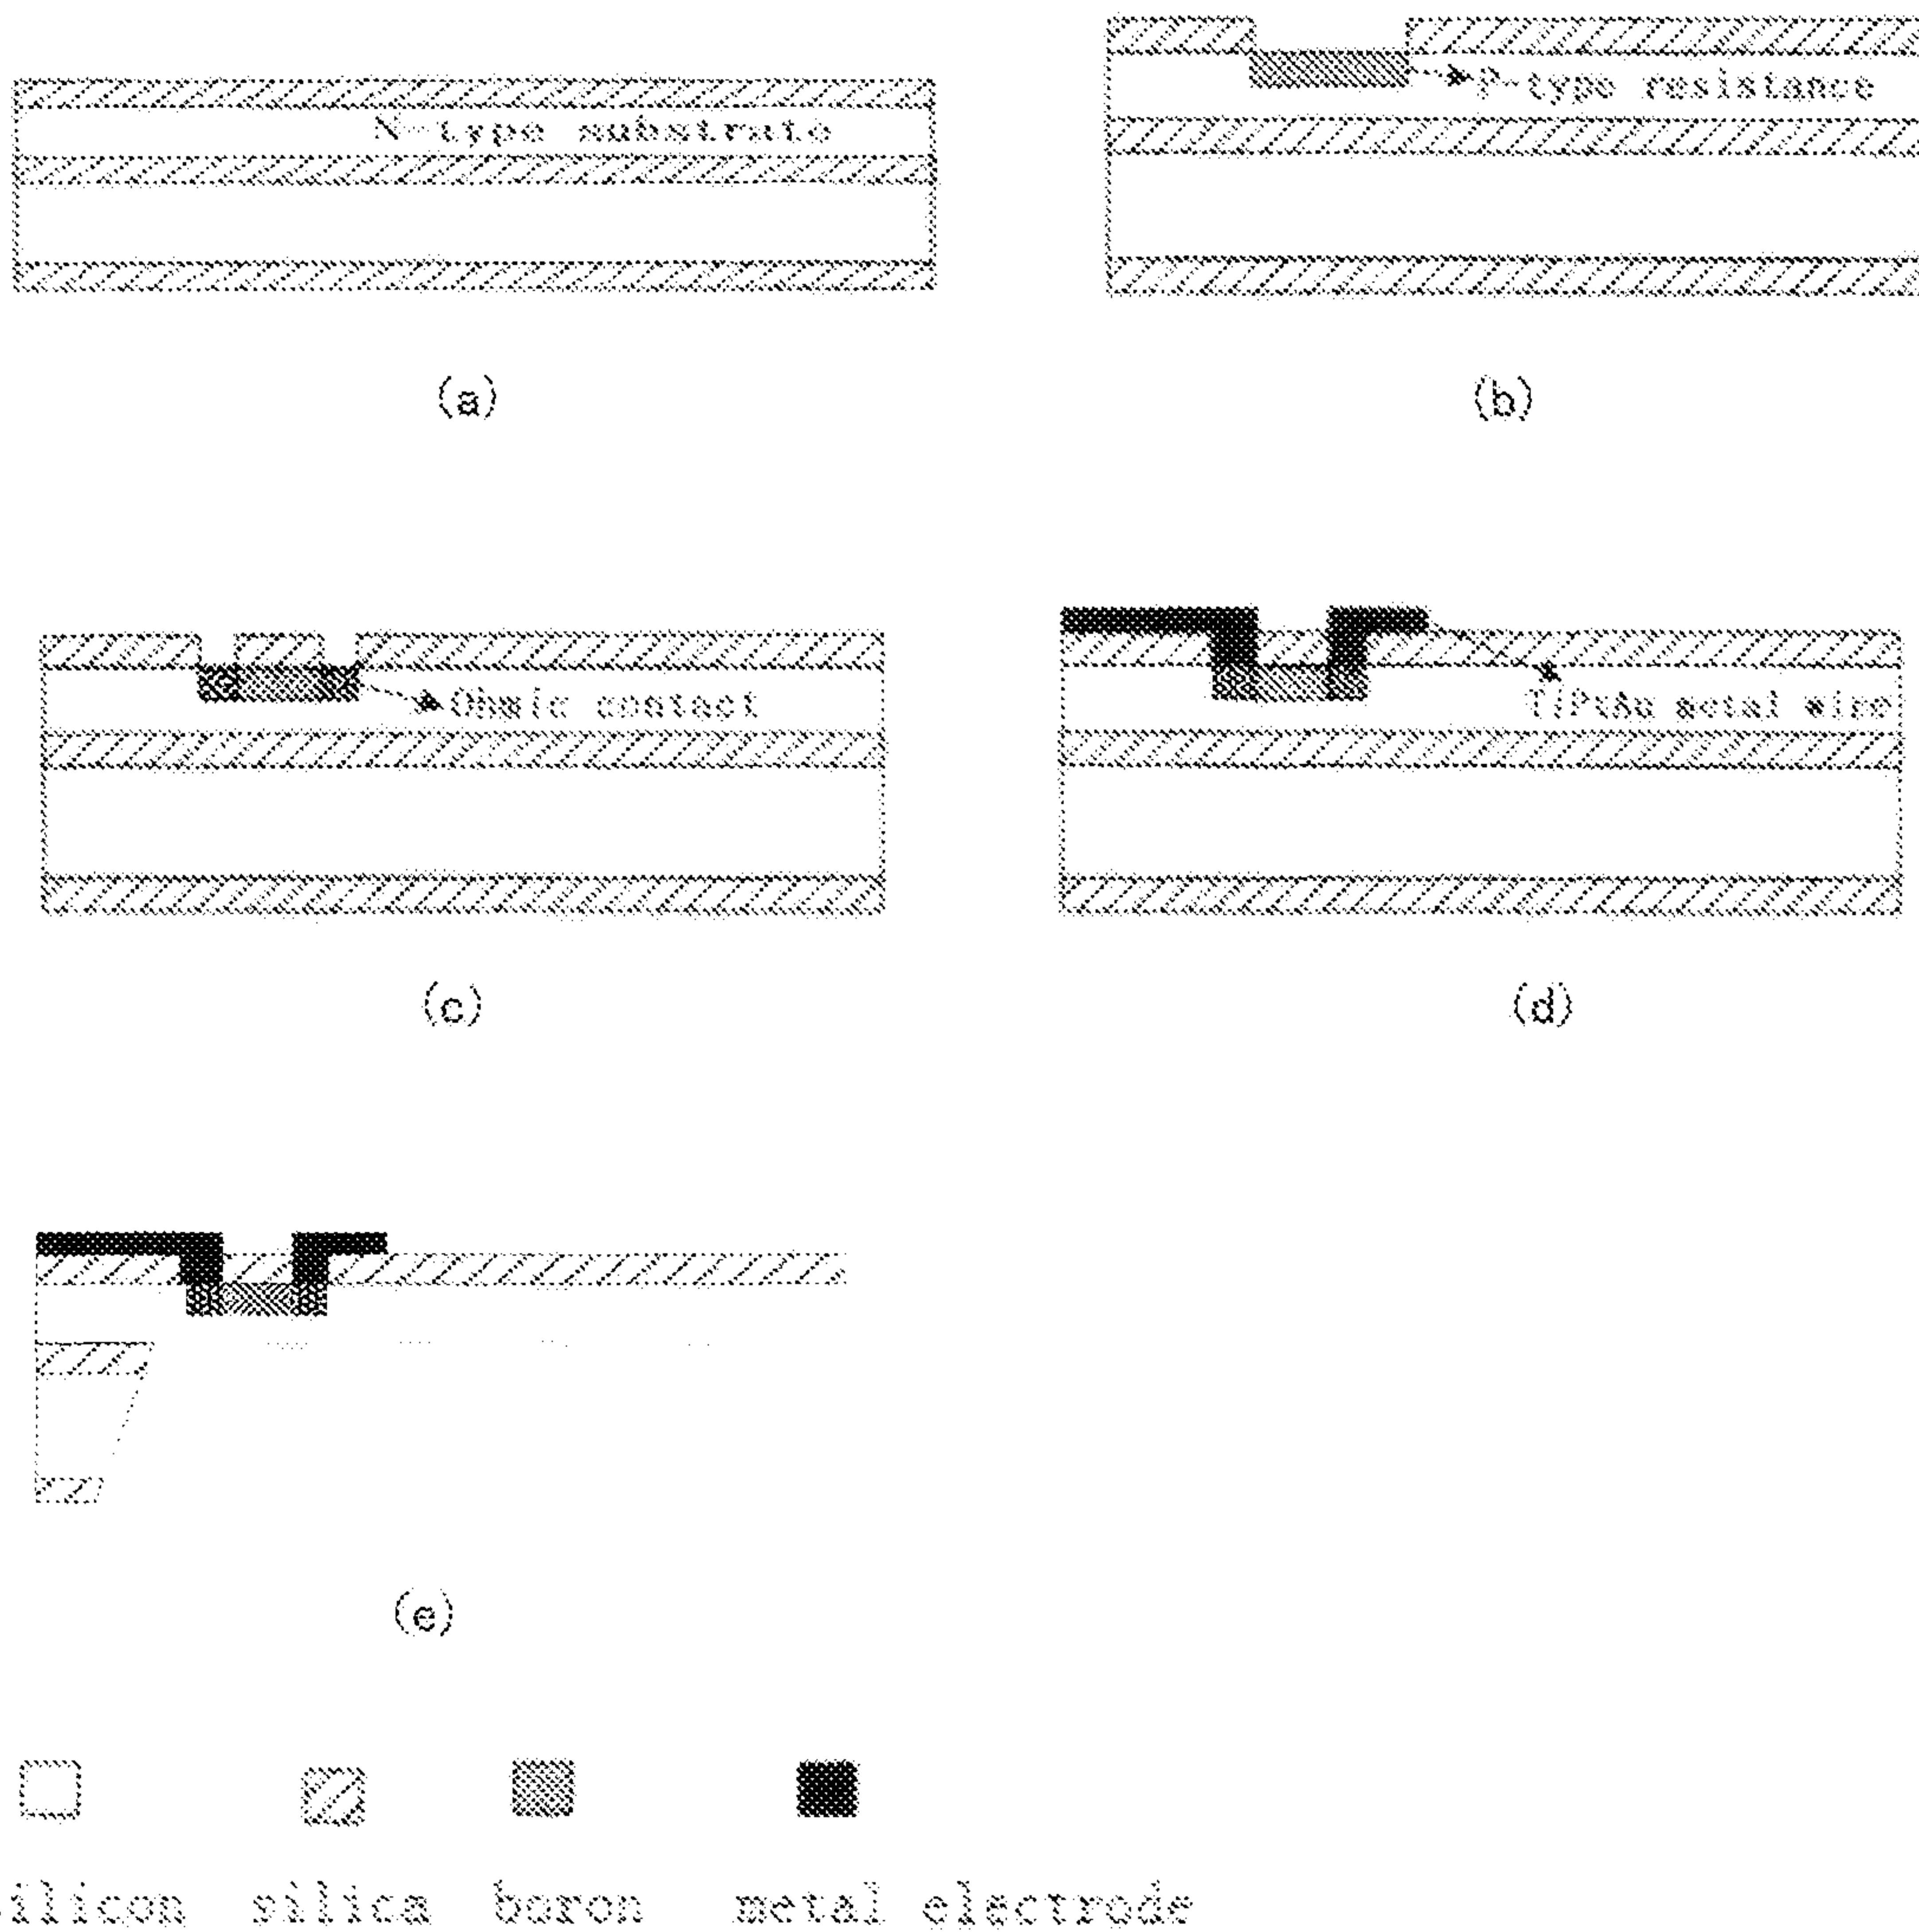 N-type substrate
P-type resistance
(a)
(b)
Ohmic contact
TiPtAu metal wire
(c)
(d)
(e)
ilicon silica boron metal electrode